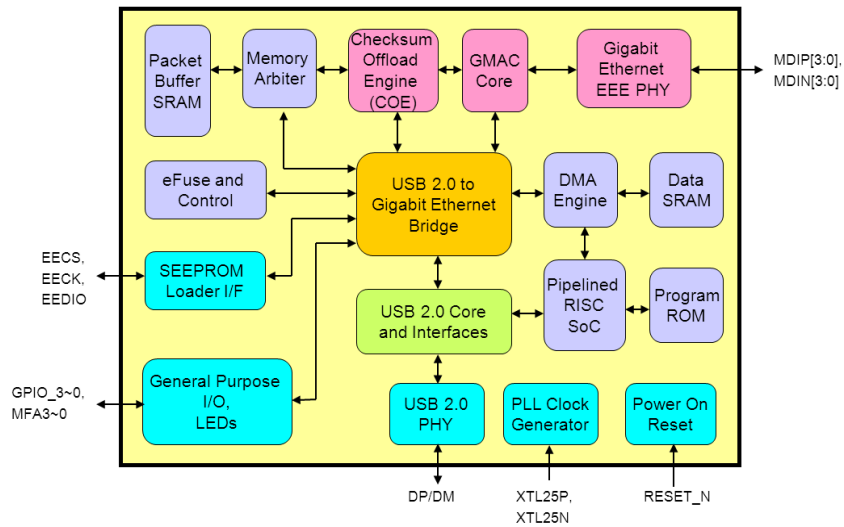 Packet
Buffer
SRAM
Memory
Arbiter
Checksum
Offload
Engine
(COE)
GMAC
Core
Gigabit
Ethernet
EEE PHY
MDIP[3:0],
MDIN[3:0]
eFuse and
Control
USB 2.0 to
Gigabit Ethernet
Bridge
DMA
Engine
Data
SRAM
EECS,
EECK,
EEDIO
SEEPROM
Loader I/F
USB 2.0 Core
and Interfaces
Pipelined
RISC
SoC
Program
ROM
GPIO_3~0,
MFA3~0
General Purpose
I/O,
LEDs
USB 2.0
PHY
PLL Clock
Generator
Power On
Reset
DP/DM
XTL25P,
XTL25N
RESET_N